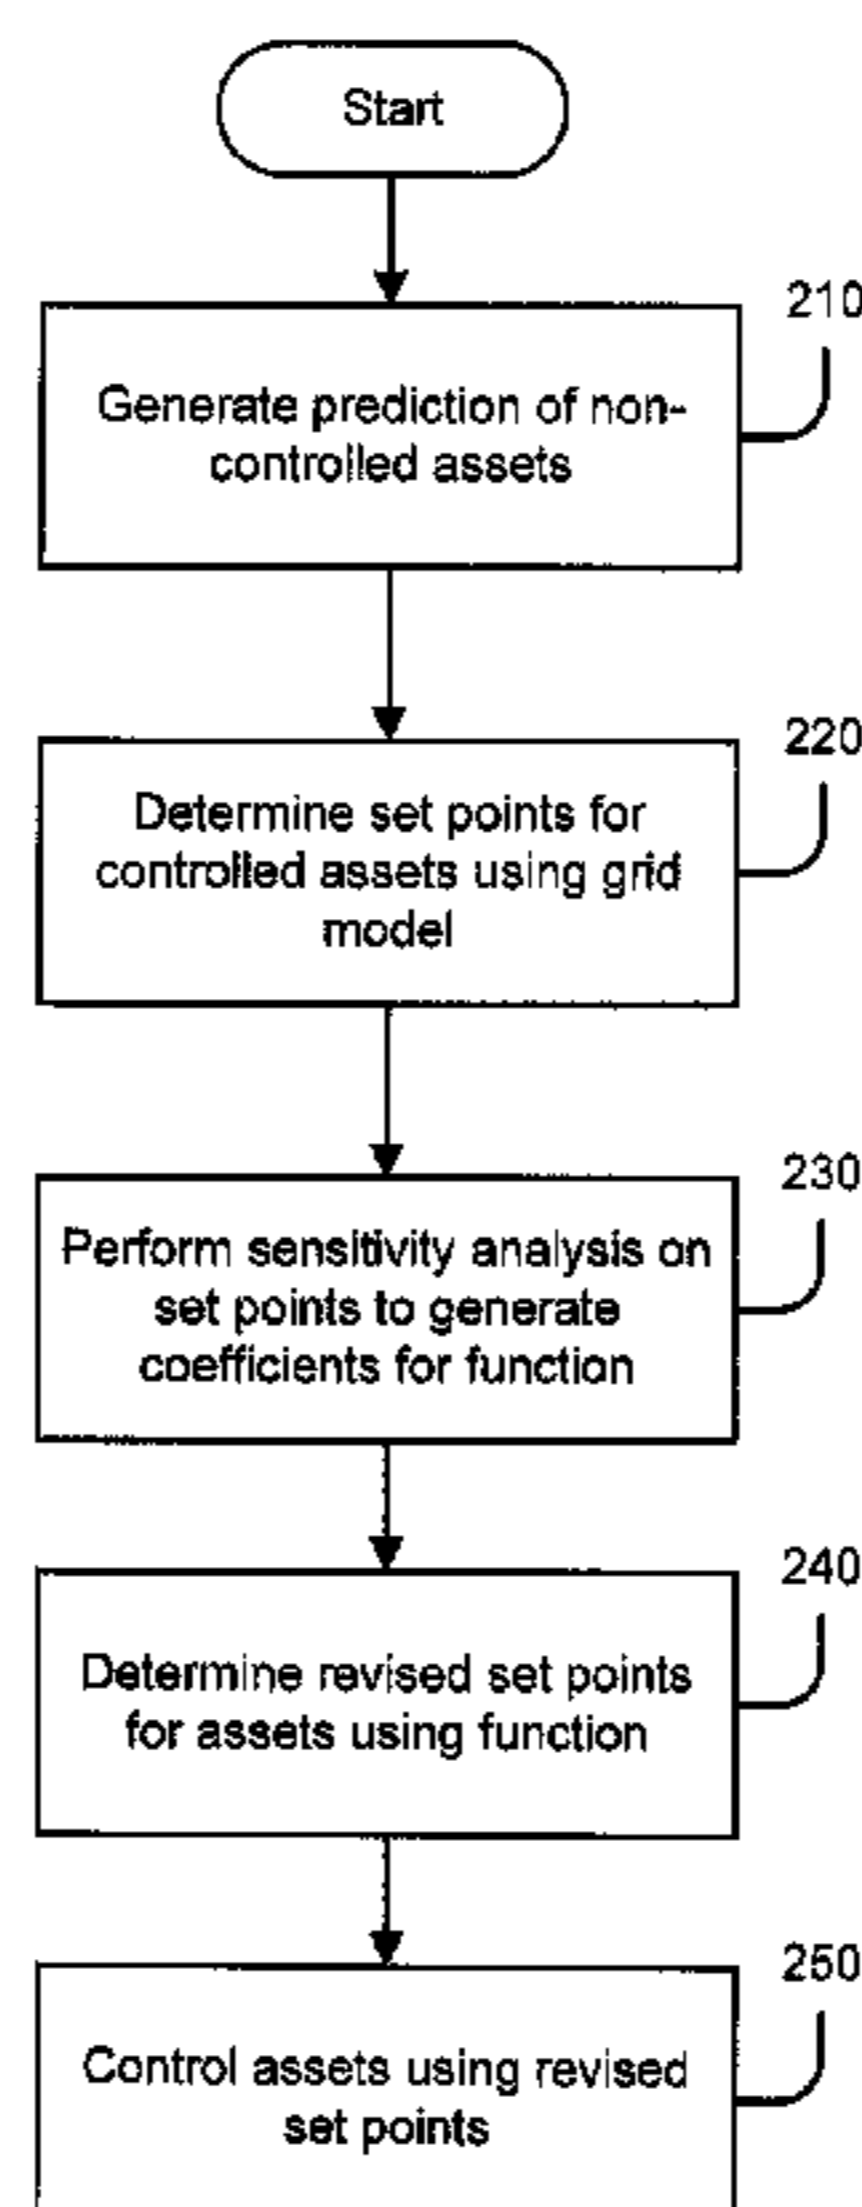 Start
210
Generate prediction of non-
controlled assets
220
Determine set points for
controlled assets using grid
model
230
Perform sensitivity analysis on
set points to generate
coefficients for function
240
Determine revised set points
for assets using function
250
Control assets using revised
set points